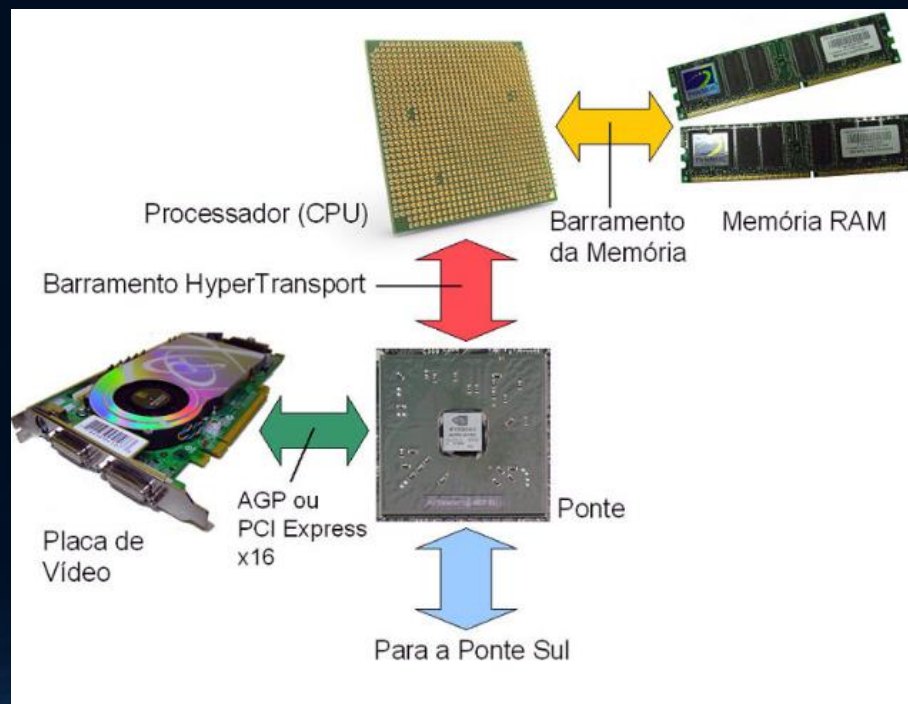 Processador (CPU)
Barramento
da Memória
Memória RAM
Barramento HyperTransport
AGP ou
PCI Express
x16
Placa de
Vídeo
Ponte
Para a Ponte Sul